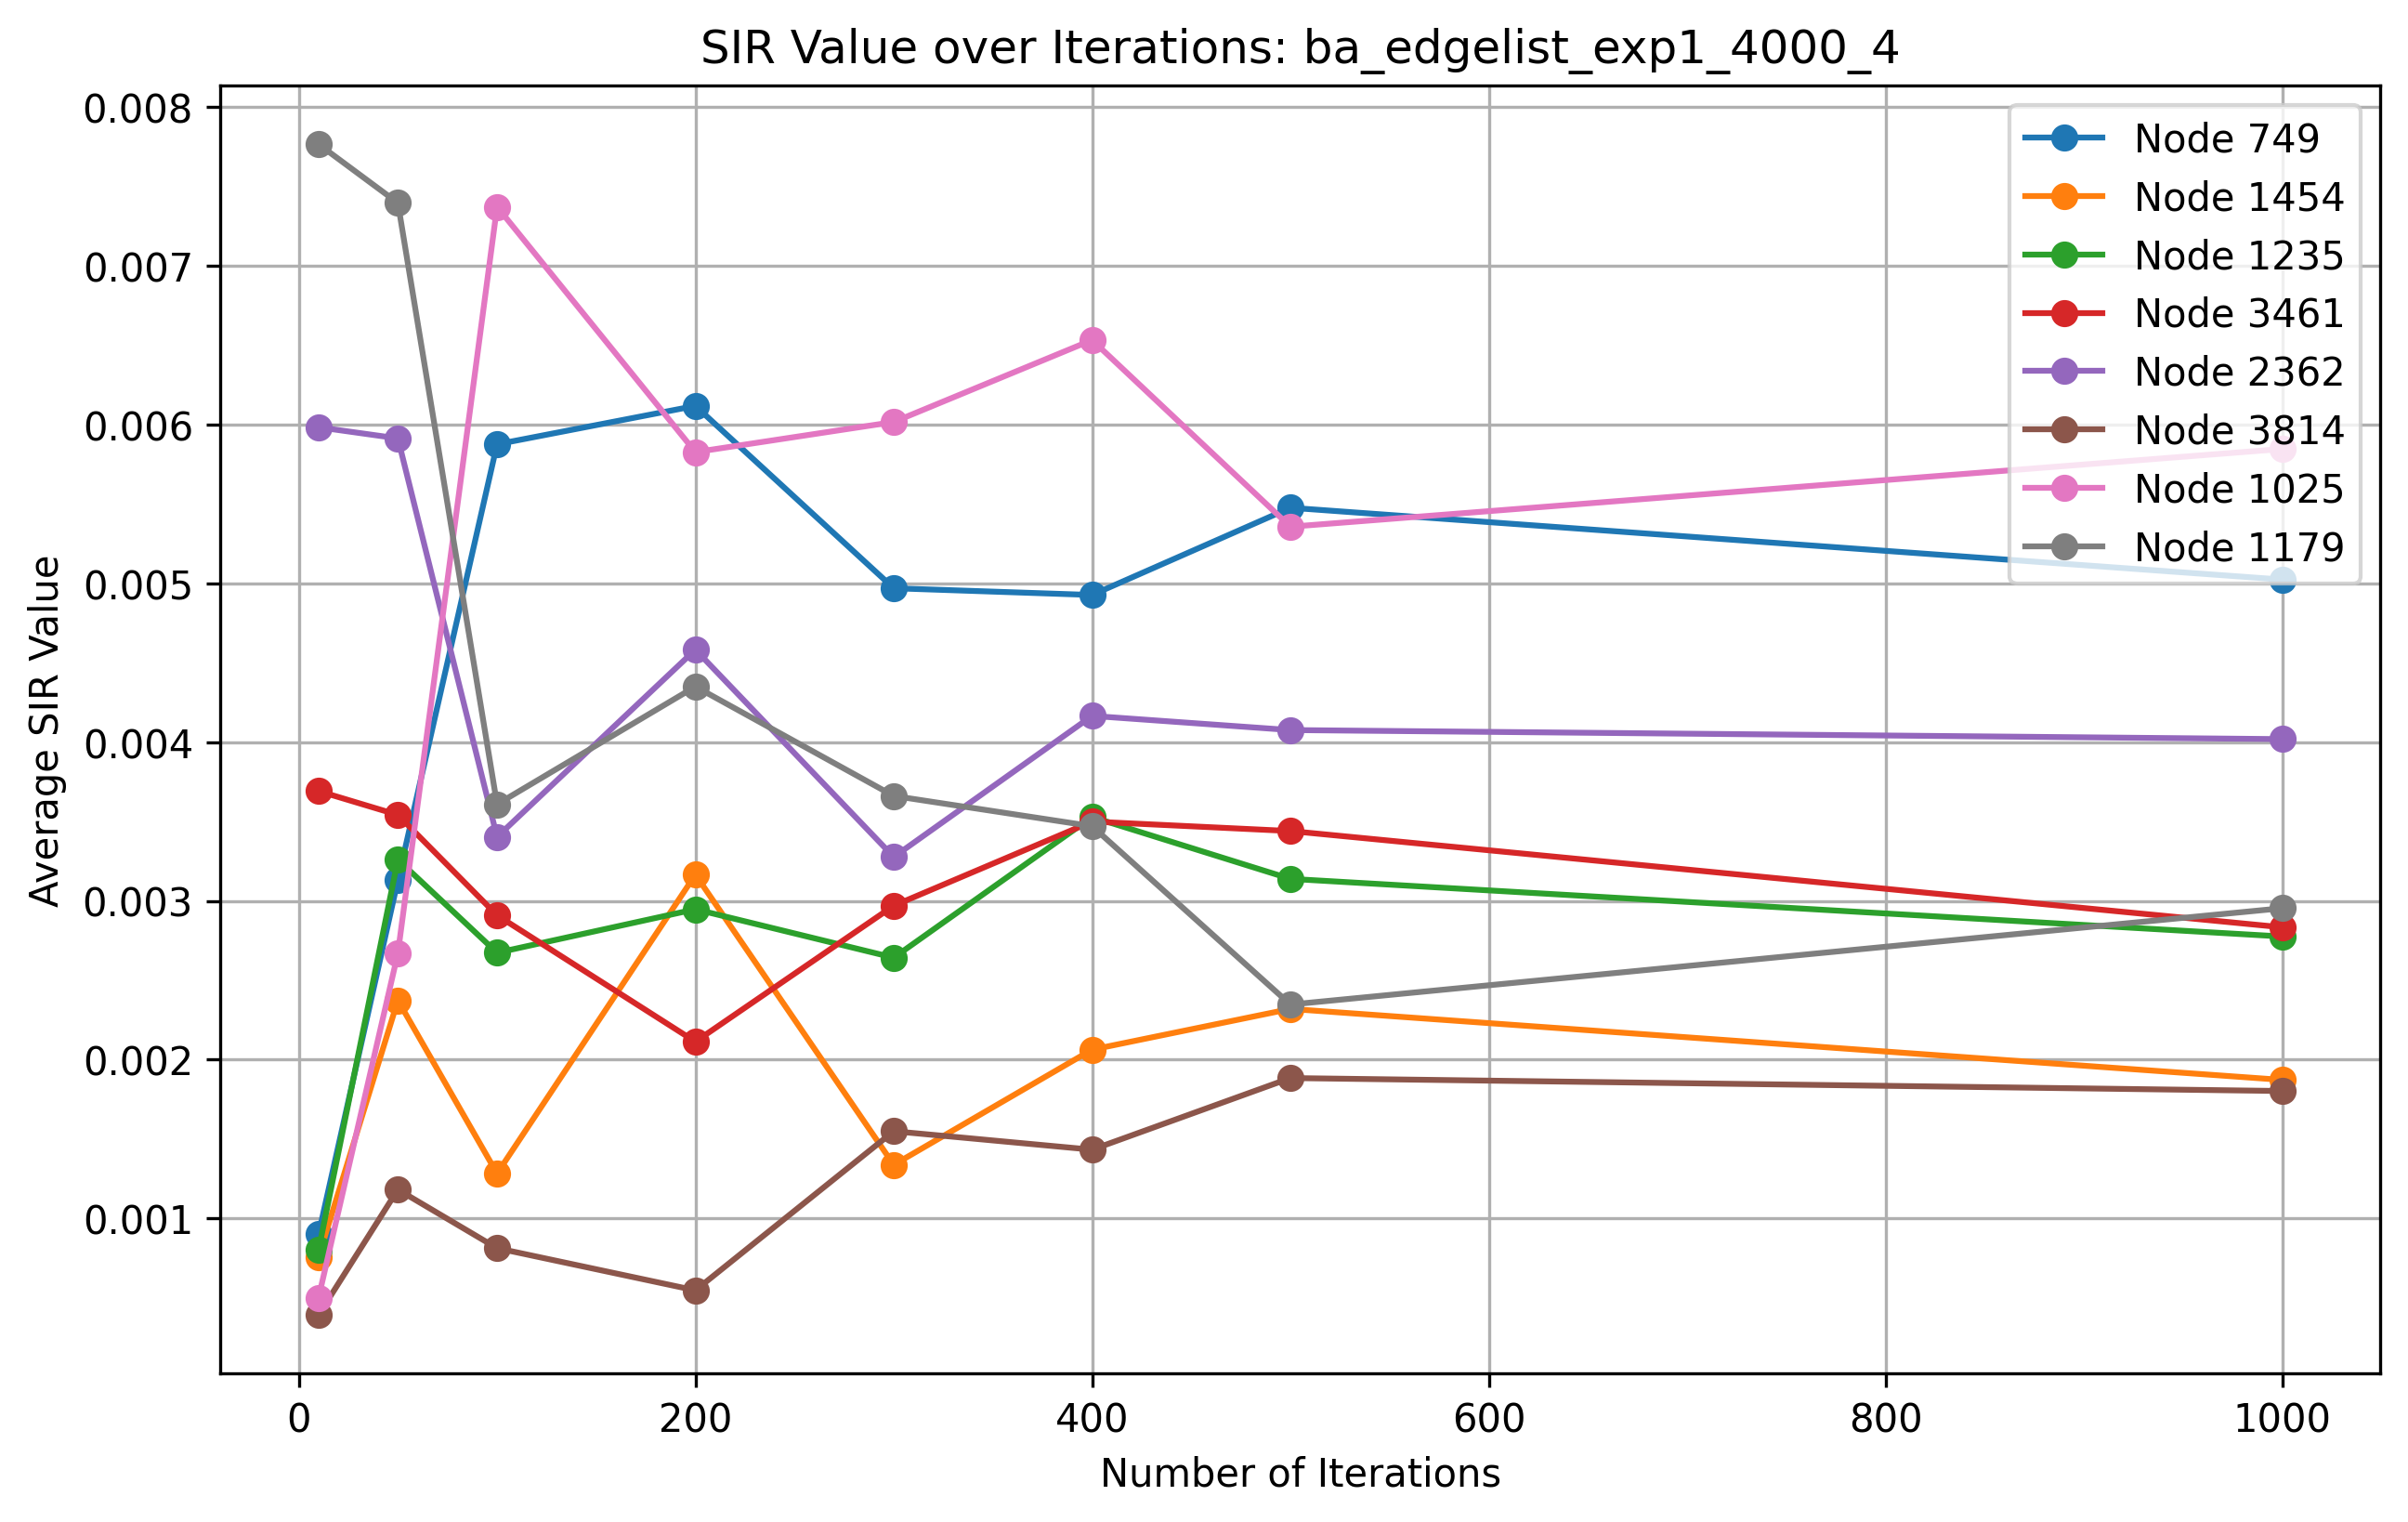 SIR Value over Iterations: ba_edgelist_exp1_4000_4
Average SIR Value
0.008
0.007
0.006
0.005
0.004
0.003
0.002
0.001
Node 749
Node 1454
Node 1235
Node 3461
Node 2362
Node 3814
Node 1025
Node 1179
0 200 400 600 800 1000
Number of Iterations